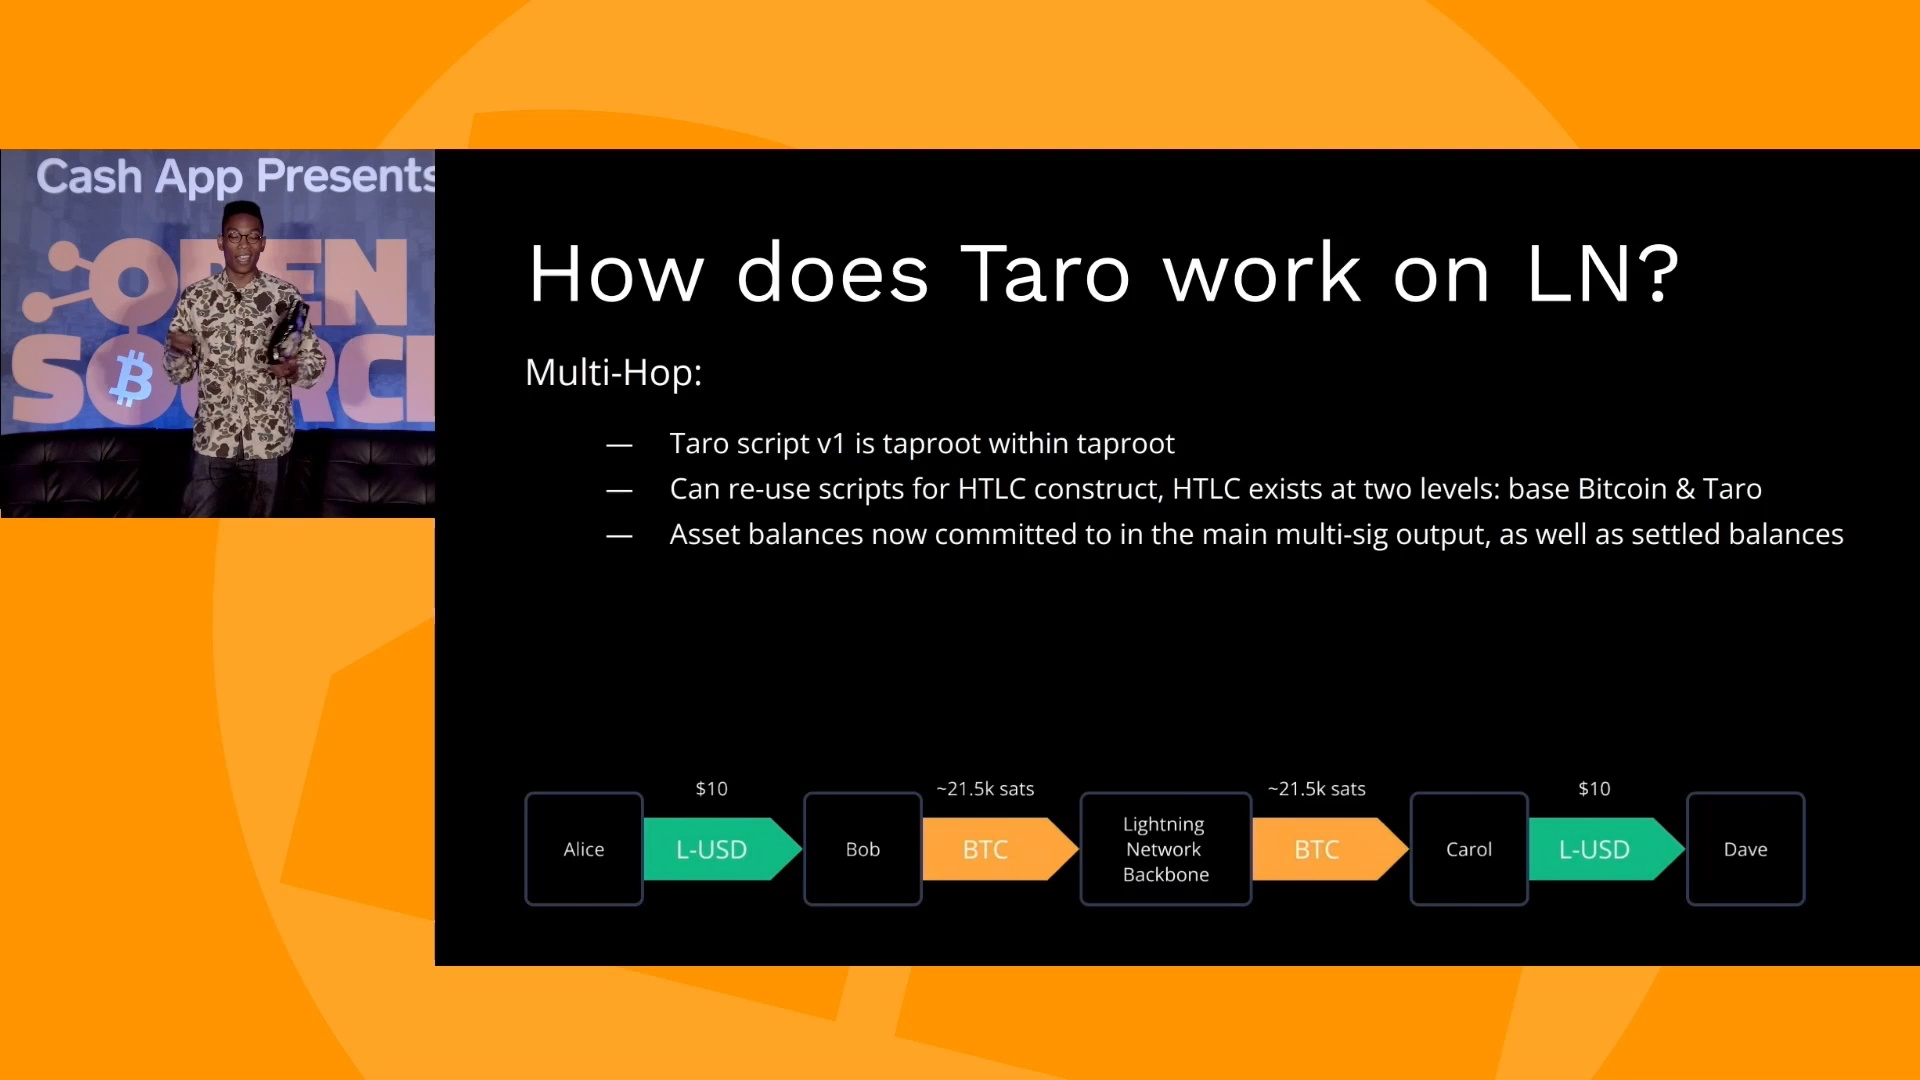 Cash App Presents
OPEN
SOURC
How does Taro work on LN?
Multi-Hop:
— Taro script v1 is taproot within taproot
— Can re-use scripts for HTLC construct, HTLC exists at two levels: base Bitcoin & Taro
— Asset balances now committed to in the main multi-sig output, as well as settled balances
$10
~21.5k sats
~21.5k sats
$10
Alice
L-USD
Bob
BTC
Lightning
Network
Backbone
BTC
Carol
L-USD
Dave